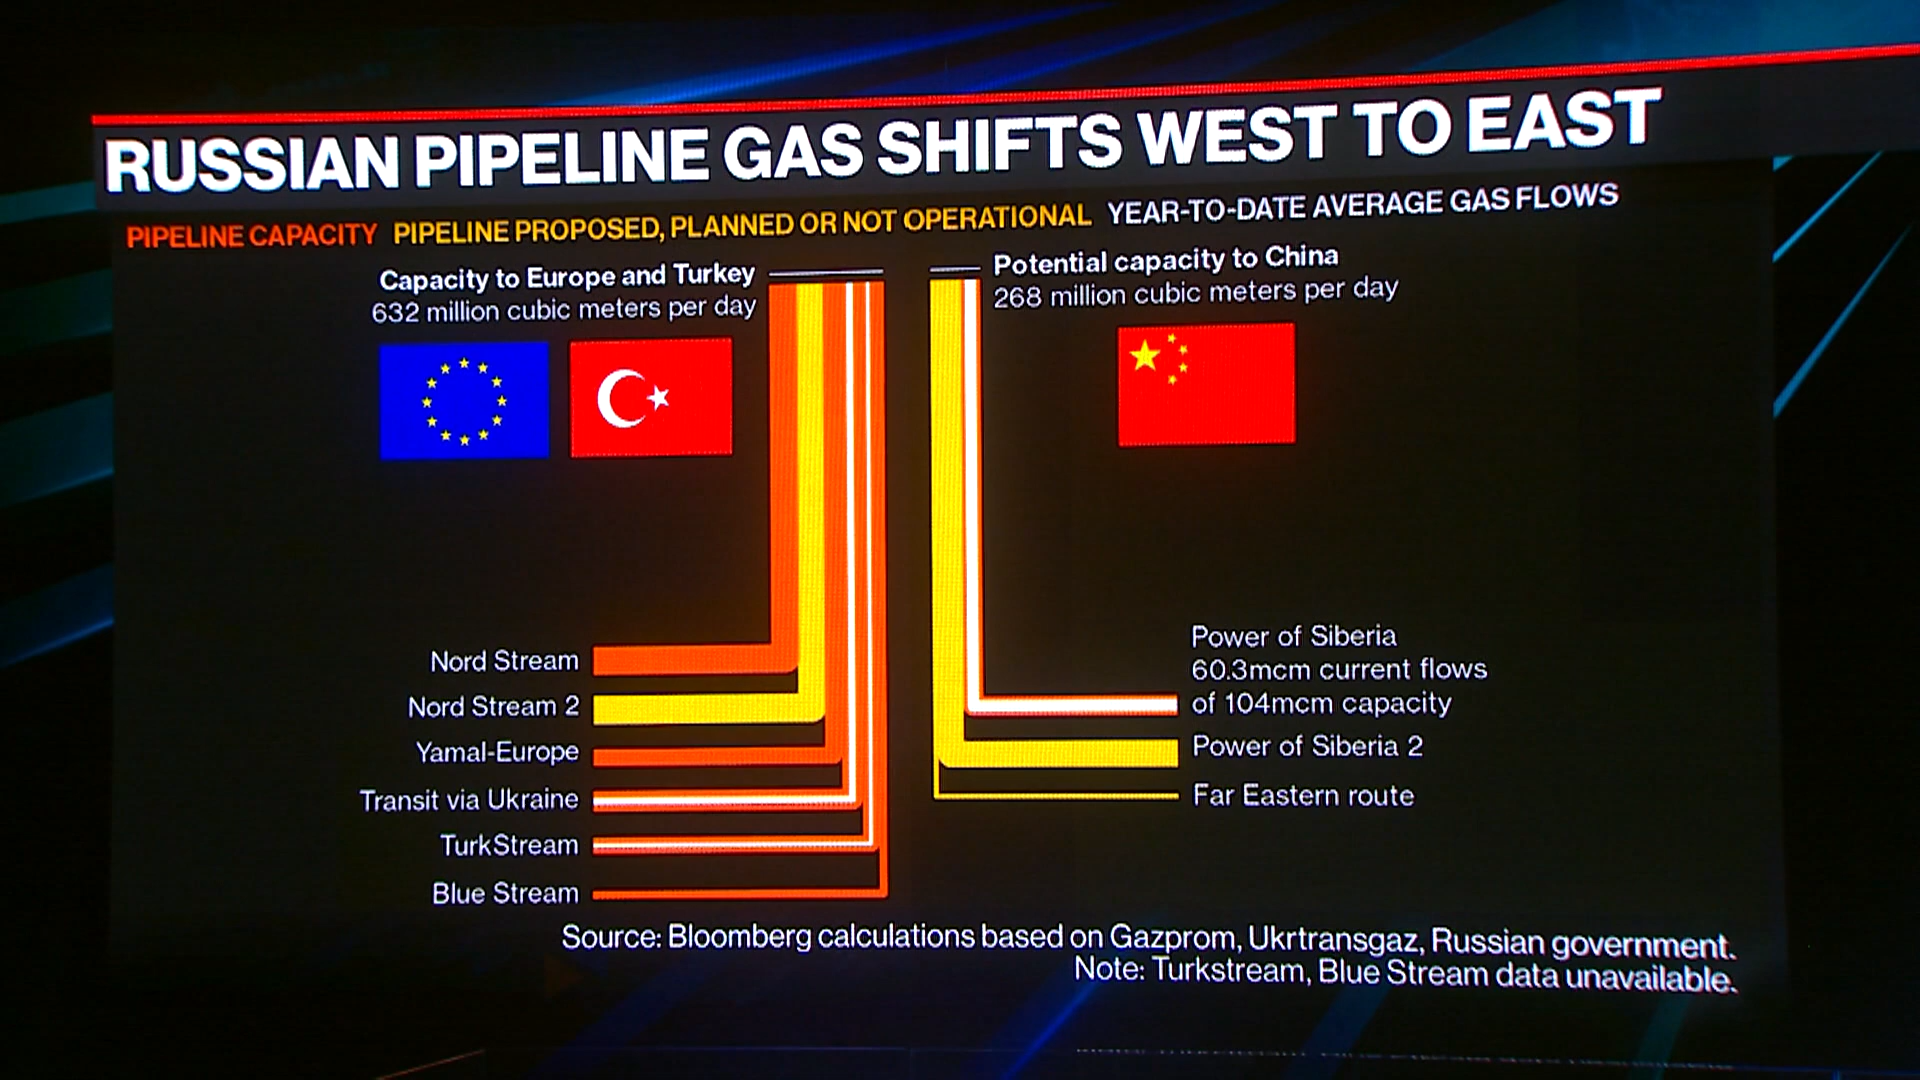 RUSSIAN PIPELINE GAS SHIFTS WEST TO EAST
PIPELINE CAPACITY PIPELINE PROPOSED, PLANNED OR NOT OPERATIONAL YEAR-TO-DATE AVERAGE GAS FLOWS
Capacity to Europe and Turkey
632 million cubic meters per day
Potential capacity to China
268 million cubic meters per day
Nord Stream
Nord Stream 2
Yamal-Europe
Transit via Ukraine
TurkStream
Blue Stream
Power of Siberia
60.3mcm current flows
of 104mcm capacity
Power of Siberia 2
Far Eastern route
Source: Bloomberg calculations based on Gazprom, Ukrtransgaz, Russian government.
Note: Turkstream, Blue Stream data unavailable.